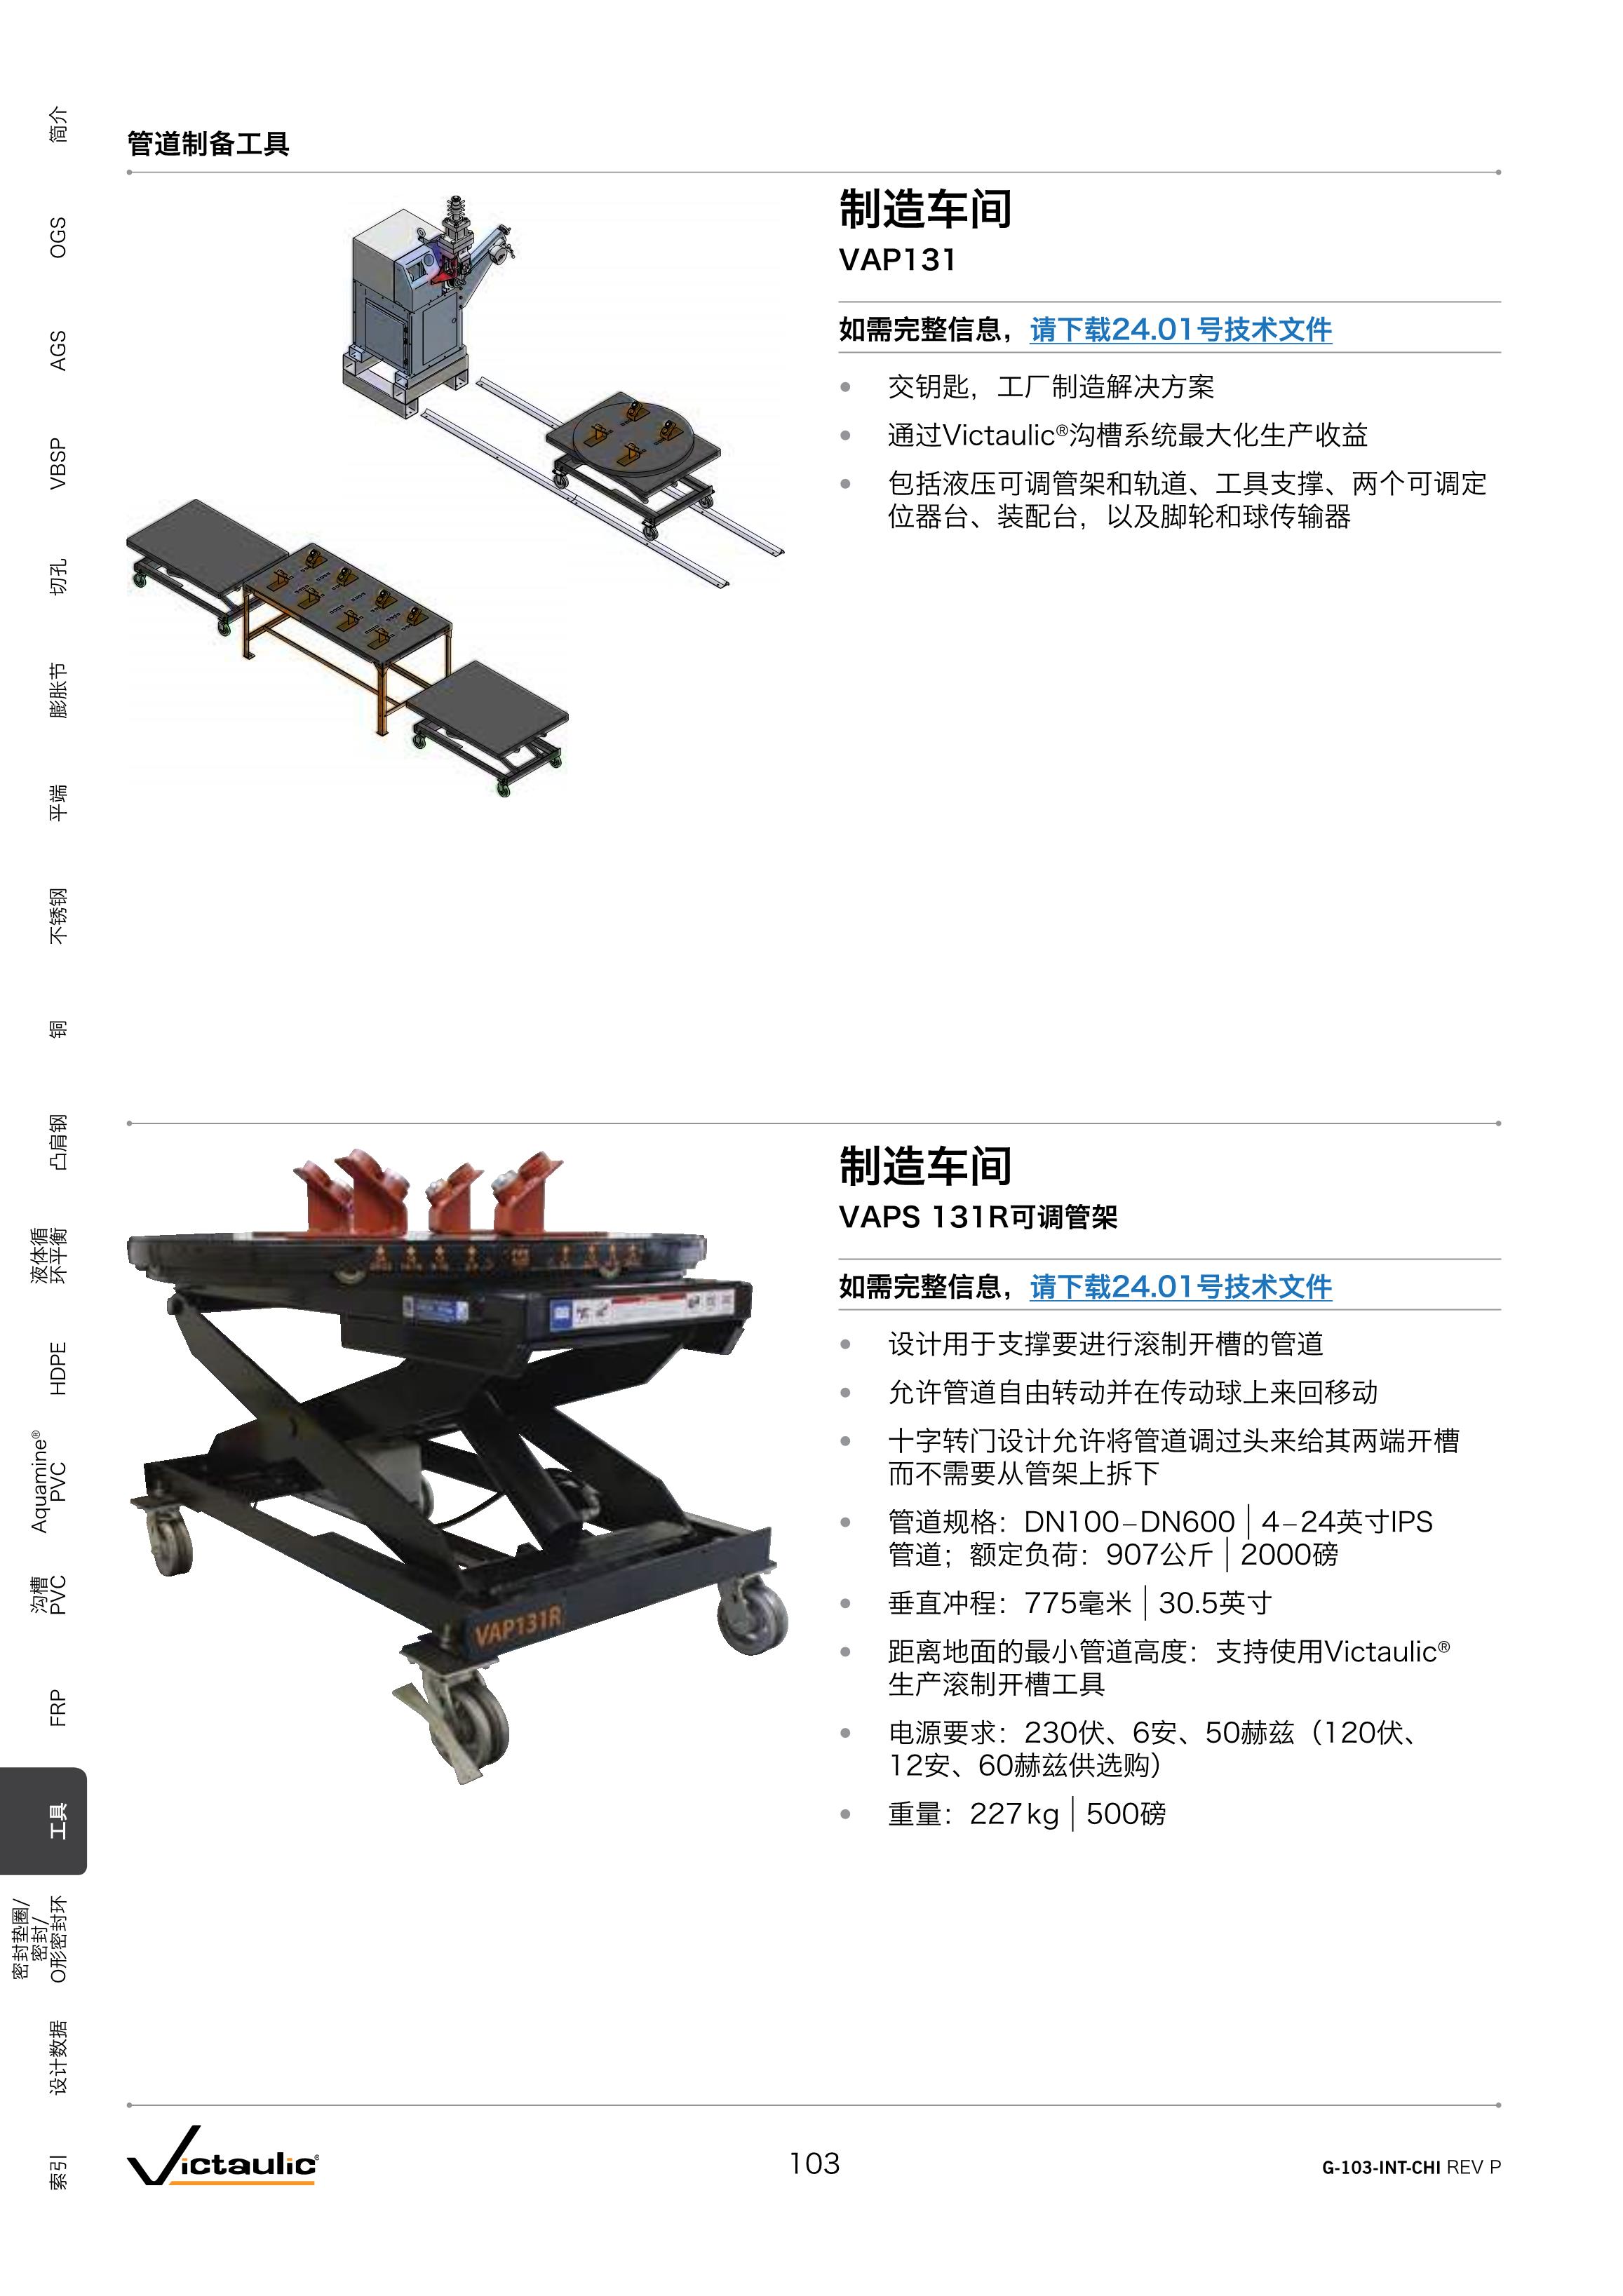 管道制备工具
制造车间
VAP131
如需完整信息，请下载24.01号技术文件
● 交钥匙，工厂制造解决方案
● 通过Victaulic®沟槽系统最大化生产收益
● 包括液压可调管架和轨道、工具支撑、两个可调定
位器台、装配台，以及脚轮和球传输器
制造车间
VAPS 131R可调管架
如需完整信息，请下载24.01号技术文件
● 设计用于支撑要进行滚制开槽的管道
● 允许管道自由转动并在传动球上来回移动
● 十字转门设计允许将管道调过头来给其两端开槽
而不需要从管架上拆下
● 管道规格：DN100–DN600 | 4–24英寸IPS
管道；额定负荷：907公斤 | 2000磅
● 垂直冲程：775毫米 | 30.5英寸
● 距离地面的最小管道高度：支持使用Victaulic®
生产滚制开槽工具
● 电源要求：230伏、6安、50赫兹（120伏、
12安、60赫兹供选购）
● 重量：227kg | 500磅
VAP131R
简介
OGS
AGS
VBSP
切孔
膨胀节
平端
不锈钢
铜
凸肩钢
液体循
环平衡
HDPE
Aquamine®
PVC
沟槽
PVC
FRP
工具
密封垫圈/
密封/
O形密封环
设计数据
索引
Victaulic®
103
G-103-INT-CHI REV P